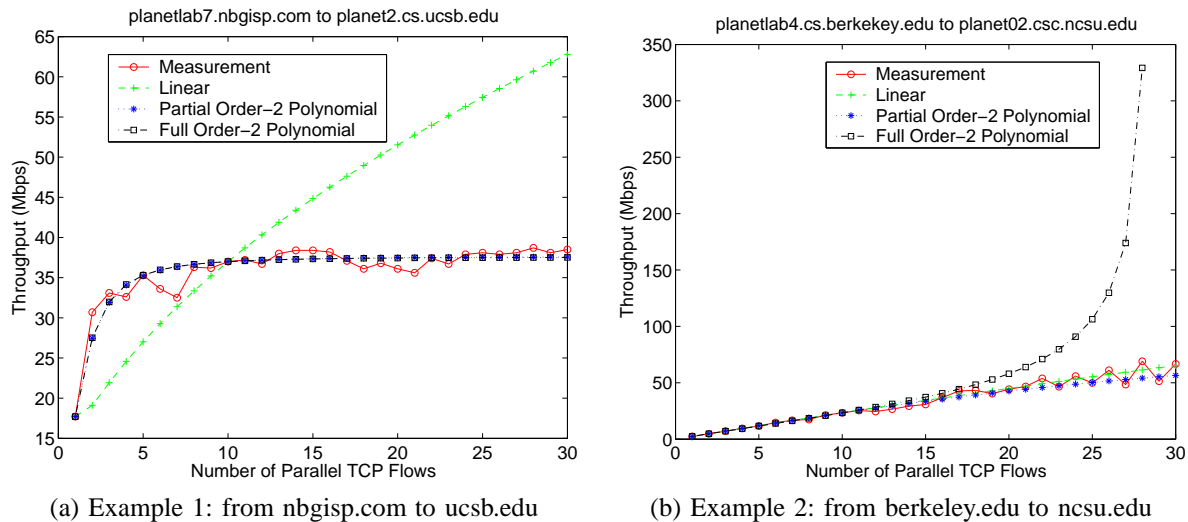 planetlab7.nbgisp.com to planet2.cs.ucsb.edu
65
60
55
50
45
40
35
30
25
20
15
Throughput (Mbps)
Measurement
Linear
Partial Order−2 Polynomial
Full Order−2 Polynomial
0 5 10 15 20 25 30
Number of Parallel TCP Flows
(a) Example 1: from nbgisp.com to ucsb.edu
planetlab4.cs.berkekey.edu to planet02.csc.ncsu.edu
350
300
250
200
150
100
50
0
Throughput (Mbps)
Measurement
Linear
Partial Order−2 Polynomial
Full Order−2 Polynomial
0 5 10 15 20 25 30
Number of Parallel TCP Flows
(b) Example 2: from berkeley.edu to ncsu.edu